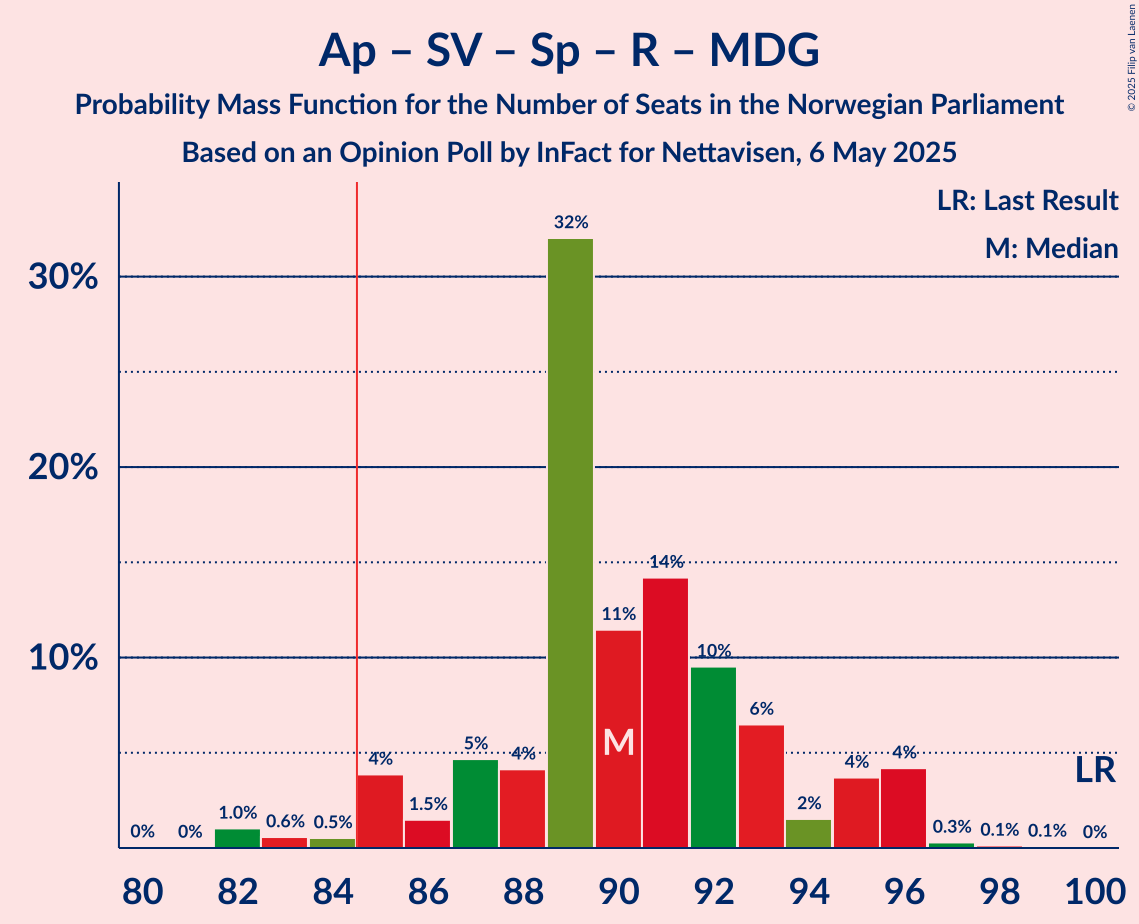 Ap – SV – Sp – R – MDG
Probability Mass Function for the Number of Seats in the Norwegian Parliament
Based on an Opinion Poll by InFact for Nettavisen, 6 May 2025
© 2025 Filip van Laenen
LR: Last Result
M: Median
30%
20%
10%
0%
0%
1.0%
0.6%
0.5%
4%
1.5%
5%
4%
32%
11%
14%
10%
6%
2%
4%
4%
0.3%
0.1%
0.1%
0%
M
LR
80 82 84 86 88 90 92 94 96 98 100